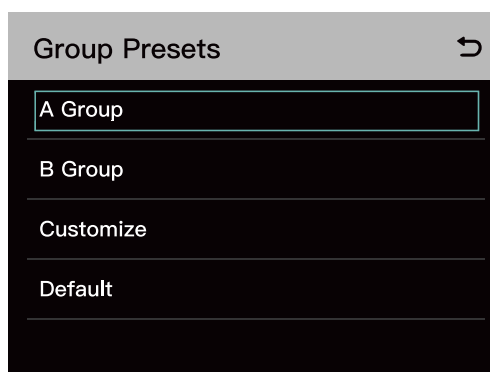 Group Presets
A Group
B Group
Customize
Default